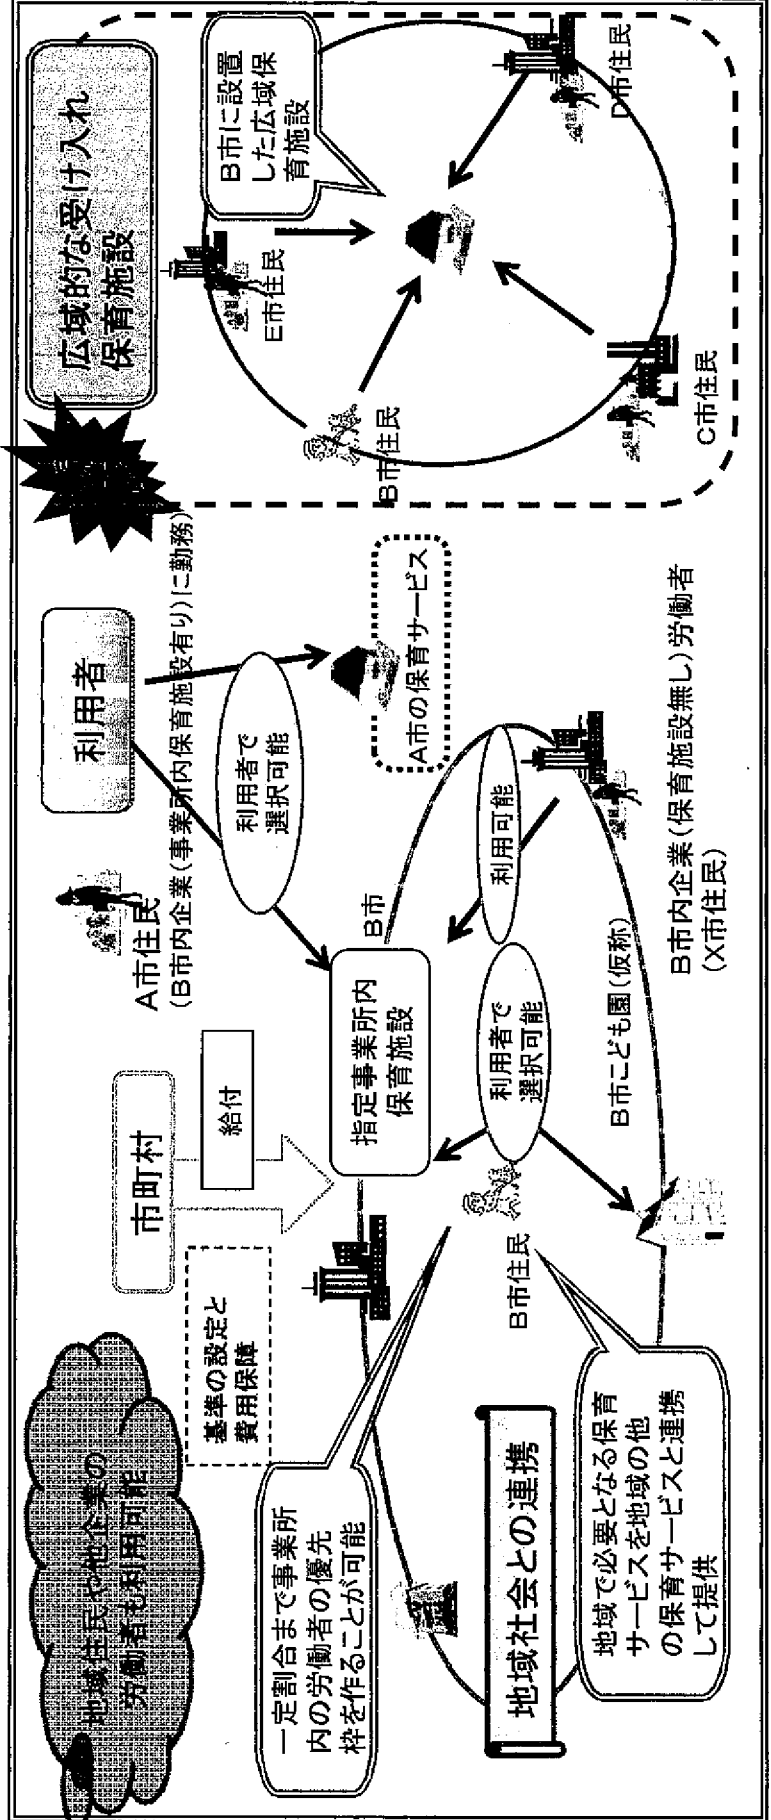 地域住民や他企業の
労働者も利用可能
市町村
給付
基準の設定と
費用保障
利用者
A市住民
(B市内企業(事業所内保育施設有り)に勤務)
利用者で
選択可能
A市の保育サービス
指定事業所内
保育施設
B市
利用可能
利用者で
選択可能
一定割合まで事業所
内の労働者の優先
枠を作ることが可能
B市住民
B市こども園(仮称)
B市内企業(保育施設無し)労働者
(X市住民)
地域社会との連携
地域で必要となる保育
サービスを地域の他
の保育サービスと連携
して提供
広域的な受け入れ
保育施設
B市に設置
した広域保
育施設
E市住民
D市住民
B市住民
C市住民